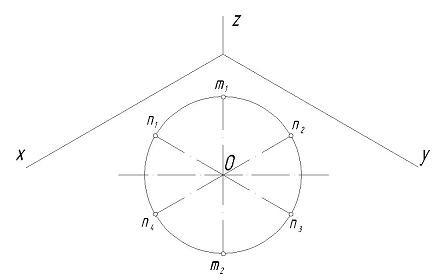 z
m₁
n₁
n₂
x
O
y
n₄
n₃
m₂